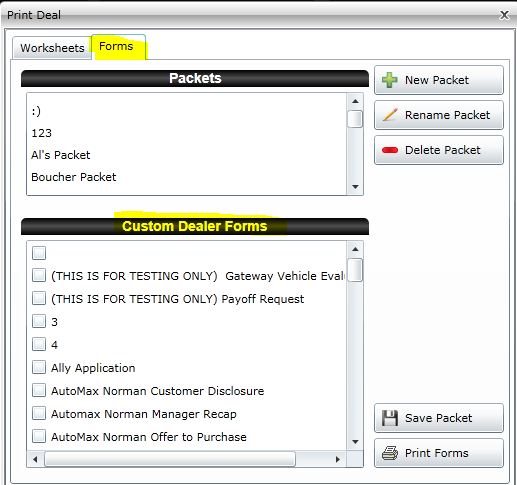 Print Deal
X
Worksheets
Forms
Packets
:)
123
Al's Packet
Boucher Packet
New Packet
Rename Packet
Delete Packet
Custom Dealer Forms
(THIS IS FOR TESTING ONLY) Gateway Vehicle Eval
(THIS IS FOR TESTING ONLY) Payoff Request
3
4
Ally Application
AutoMax Norman Customer Disclosure
Automax Norman Manager Recap
AutoMax Norman Offer to Purchase
Save Packet
Print Forms